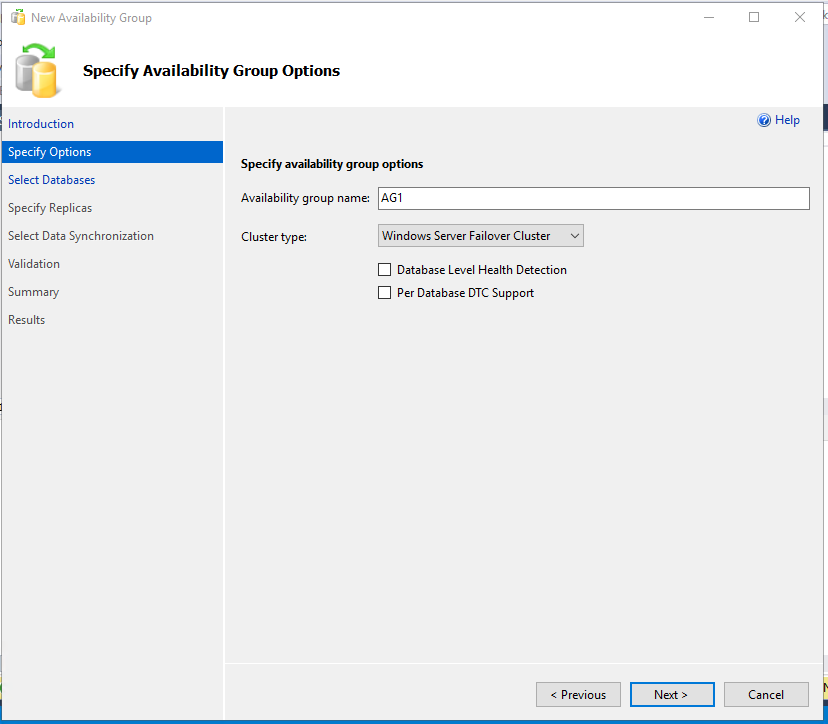 New Availability Group
Specify Availability Group Options
Introduction
Specify Options
Select Databases
Specify Replicas
Select Data Synchronization
Validation
Summary
Results
Help
Specify availability group options
Availability group name: AG1
Cluster type: Windows Server Failover Cluster
Database Level Health Detection
Per Database DTC Support
< Previous Next > Cancel